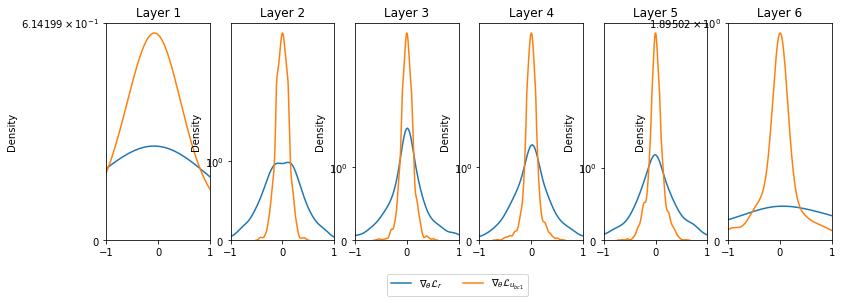 Layer 1 Layer 2 Layer 3 Layer 4 Layer 5 Layer 6
6.14199 × 10⁻¹ 1.89502 × 10⁰
Density Density Density Density Density Density
10⁰ 10⁰ 10⁰ 10⁰
0 0 0 0 0 0
−1 0 1 −1 0 1 −1 0 1 −1 0 1 −1 0 1 −1 0 1
∇θℒr ∇θℒu_bc1